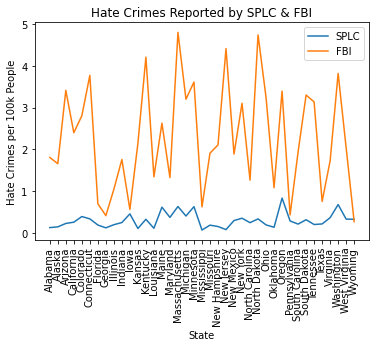 Hate Crimes Reported by SPLC & FBI
SPLC
FBI
Hate Crimes per 100k People
5
4
3
2
1
0
Alabama
Alaska
Arizona
California
Colorado
Connecticut
Florida
Georgia
Illinois
Indiana
Iowa
Kansas
Kentucky
Louisiana
Maine
Maryland
Massachusetts
Michigan
Minnesota
Mississippi
Missouri
New Hampshire
New Jersey
New Mexico
New York
North Carolina
North Dakota
Ohio
Oklahoma
Oregon
Pennsylvania
South Carolina
South Dakota
Tennessee
Texas
Virginia
Washington
West Virginia
Wyoming
State